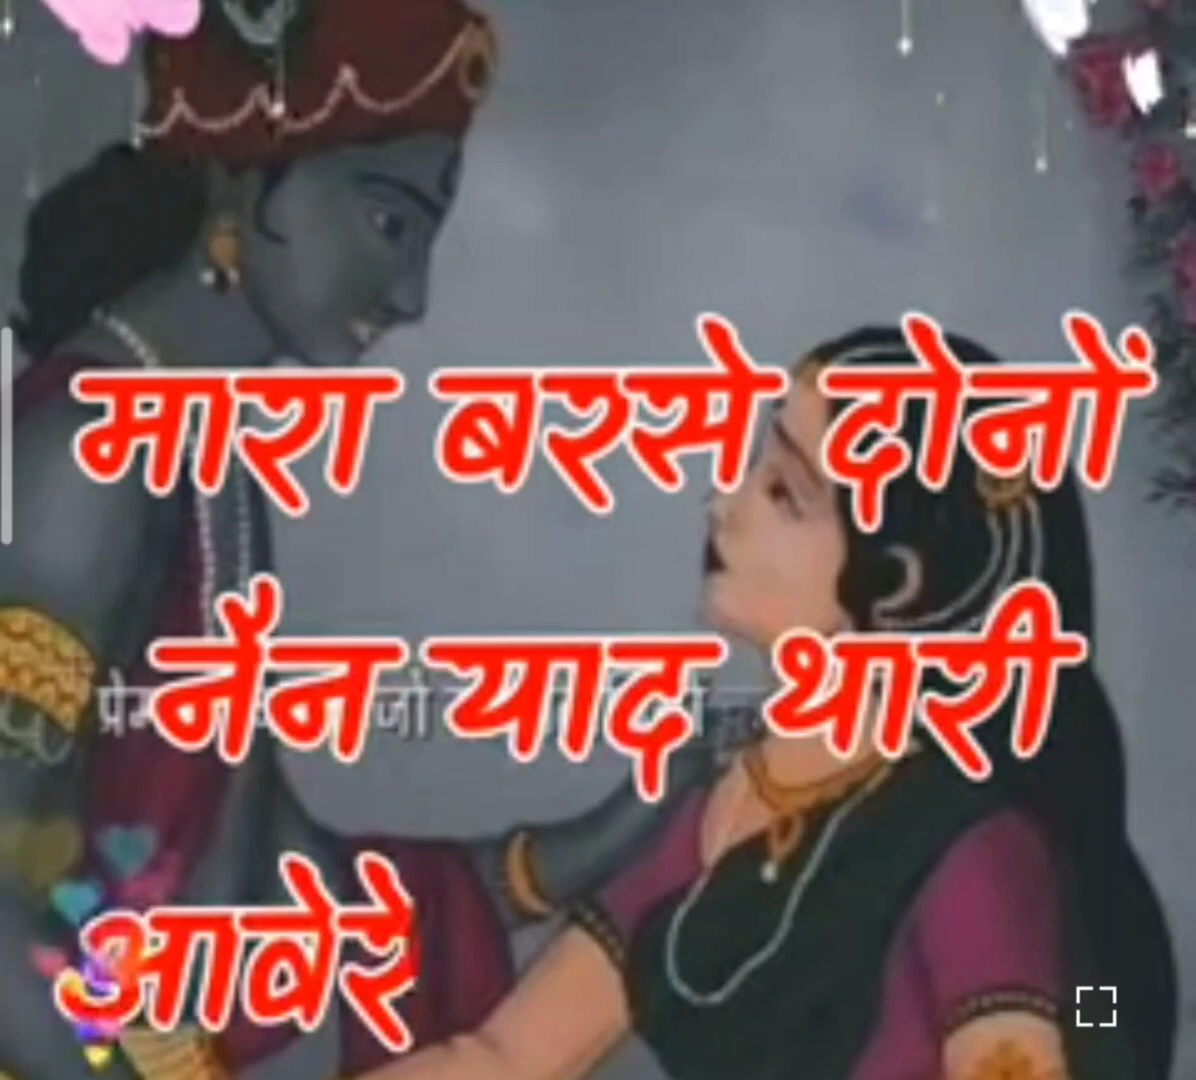 मारा बरसे दोनों
नैन याद थारी
आवेरे